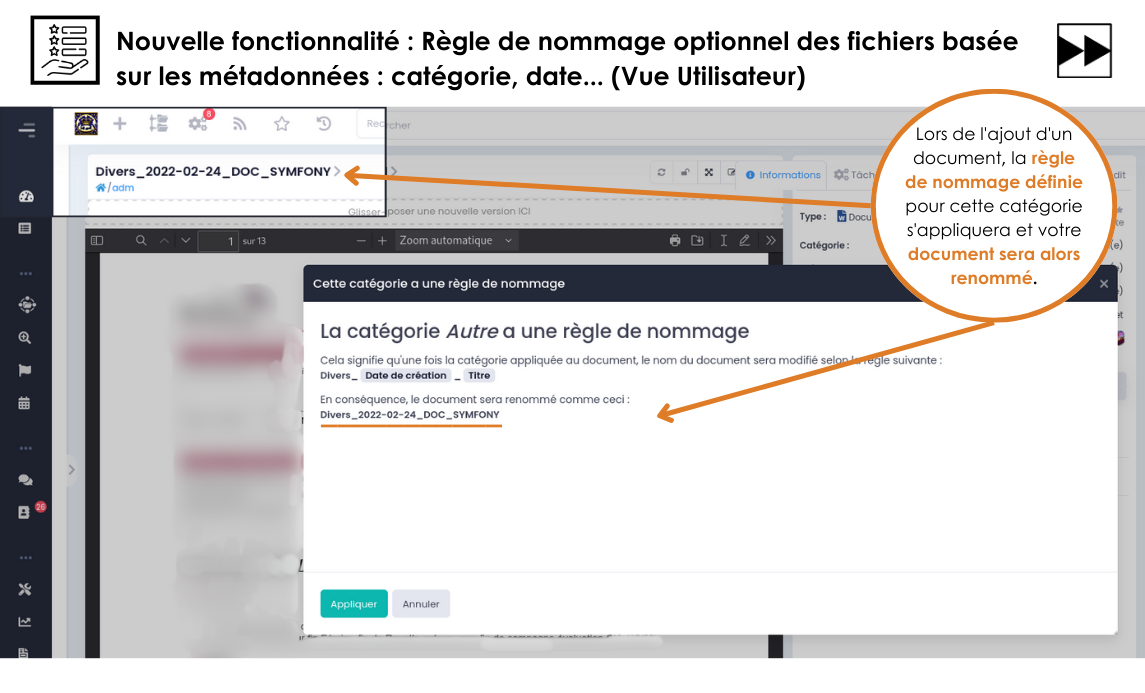 Nouvelle fonctionnalité : Règle de nommage optionnel des fichiers basée
sur les métadonnées : catégorie, date... (Vue Utilisateur)
8
Rechercher
Divers_2022-02-24_DOC_SYMFONY
/adm
Informations
Glisser-poser une nouvelle version ICI
Type :
Catégorie :
1 sur 13
Zoom automatique
Lors de l'ajout d'un
document, la règle
de nommage définie
pour cette catégorie
s'appliquera et votre
document sera alors
renommé.
Cette catégorie a une règle de nommage
La catégorie Autre a une règle de nommage
Cela signifie qu'une fois la catégorie appliquée au document, le nom du document sera modifié selon la règle suivante :
Divers_ Date de création _ Titre
En conséquence, le document sera renommé comme ceci :
Divers_2022-02-24_DOC_SYMFONY
26
Appliquer
Annuler